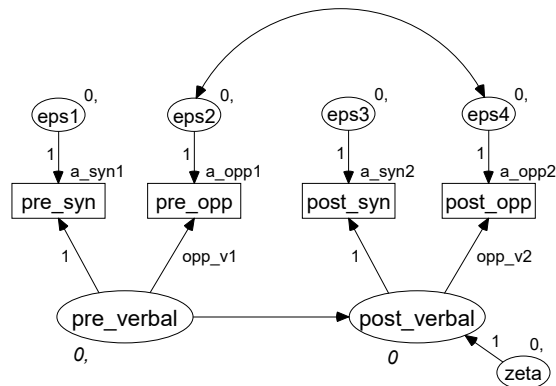 0,
0,
0,
0,
eps1
eps2
eps3
eps4
1
1
1
1
a_syn1
a_opp1
a_syn2
a_opp2
pre_syn
pre_opp
post_syn
post_opp
1
opp_v1
1
opp_v2
pre_verbal
post_verbal
0,
0
1
0,
zeta